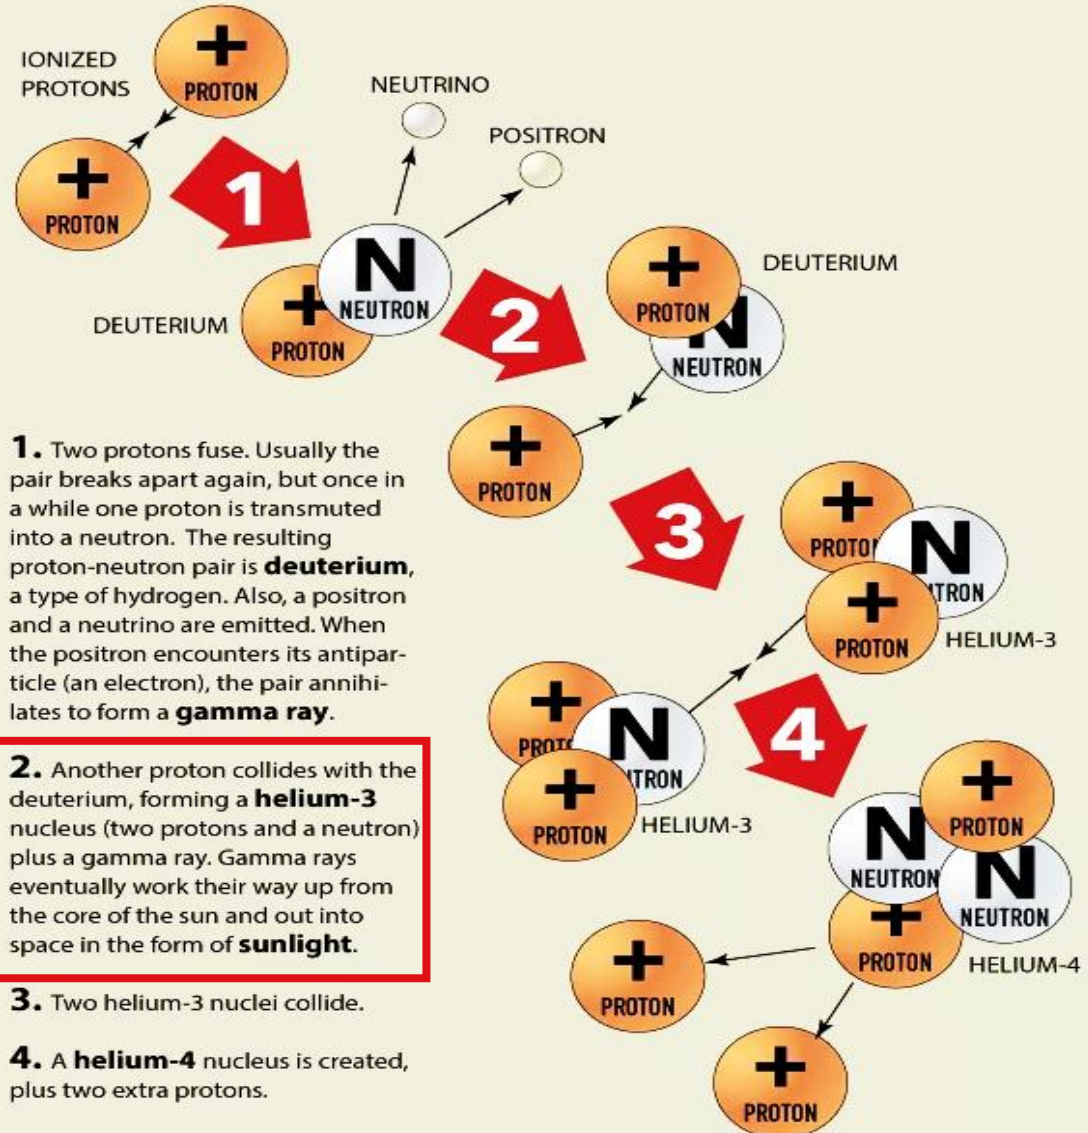 IONIZED
PROTONS
+
PROTON
+
PROTON
1
NEUTRINO
POSITRON
N
NEUTRON
+
PROTON
DEUTERIUM
2
+
PROTON
N
NEUTRON
DEUTERIUM
+
PROTON
3
+
PROTO
N
TRON
+
PROTON
HELIUM-3
+
PROT
N
TRON
+
PROTON
HELIUM-3
4
+
PROTON
N
NEUTRON
N
NEUTRON
+
PROTON
HELIUM-4
+
PROTON
+
PROTON
1. Two protons fuse. Usually the
pair breaks apart again, but once in
a while one proton is transmuted
into a neutron. The resulting
proton-neutron pair is deuterium,
a type of hydrogen. Also, a positron
and a neutrino are emitted. When
the positron encounters its antipar-
ticle (an electron), the pair annihi-
lates to form a gamma ray.
2. Another proton collides with the
deuterium, forming a helium-3
nucleus (two protons and a neutron)
plus a gamma ray. Gamma rays
eventually work their way up from
the core of the sun and out into
space in the form of sunlight.
3. Two helium-3 nuclei collide.
4. A helium-4 nucleus is created,
plus two extra protons.